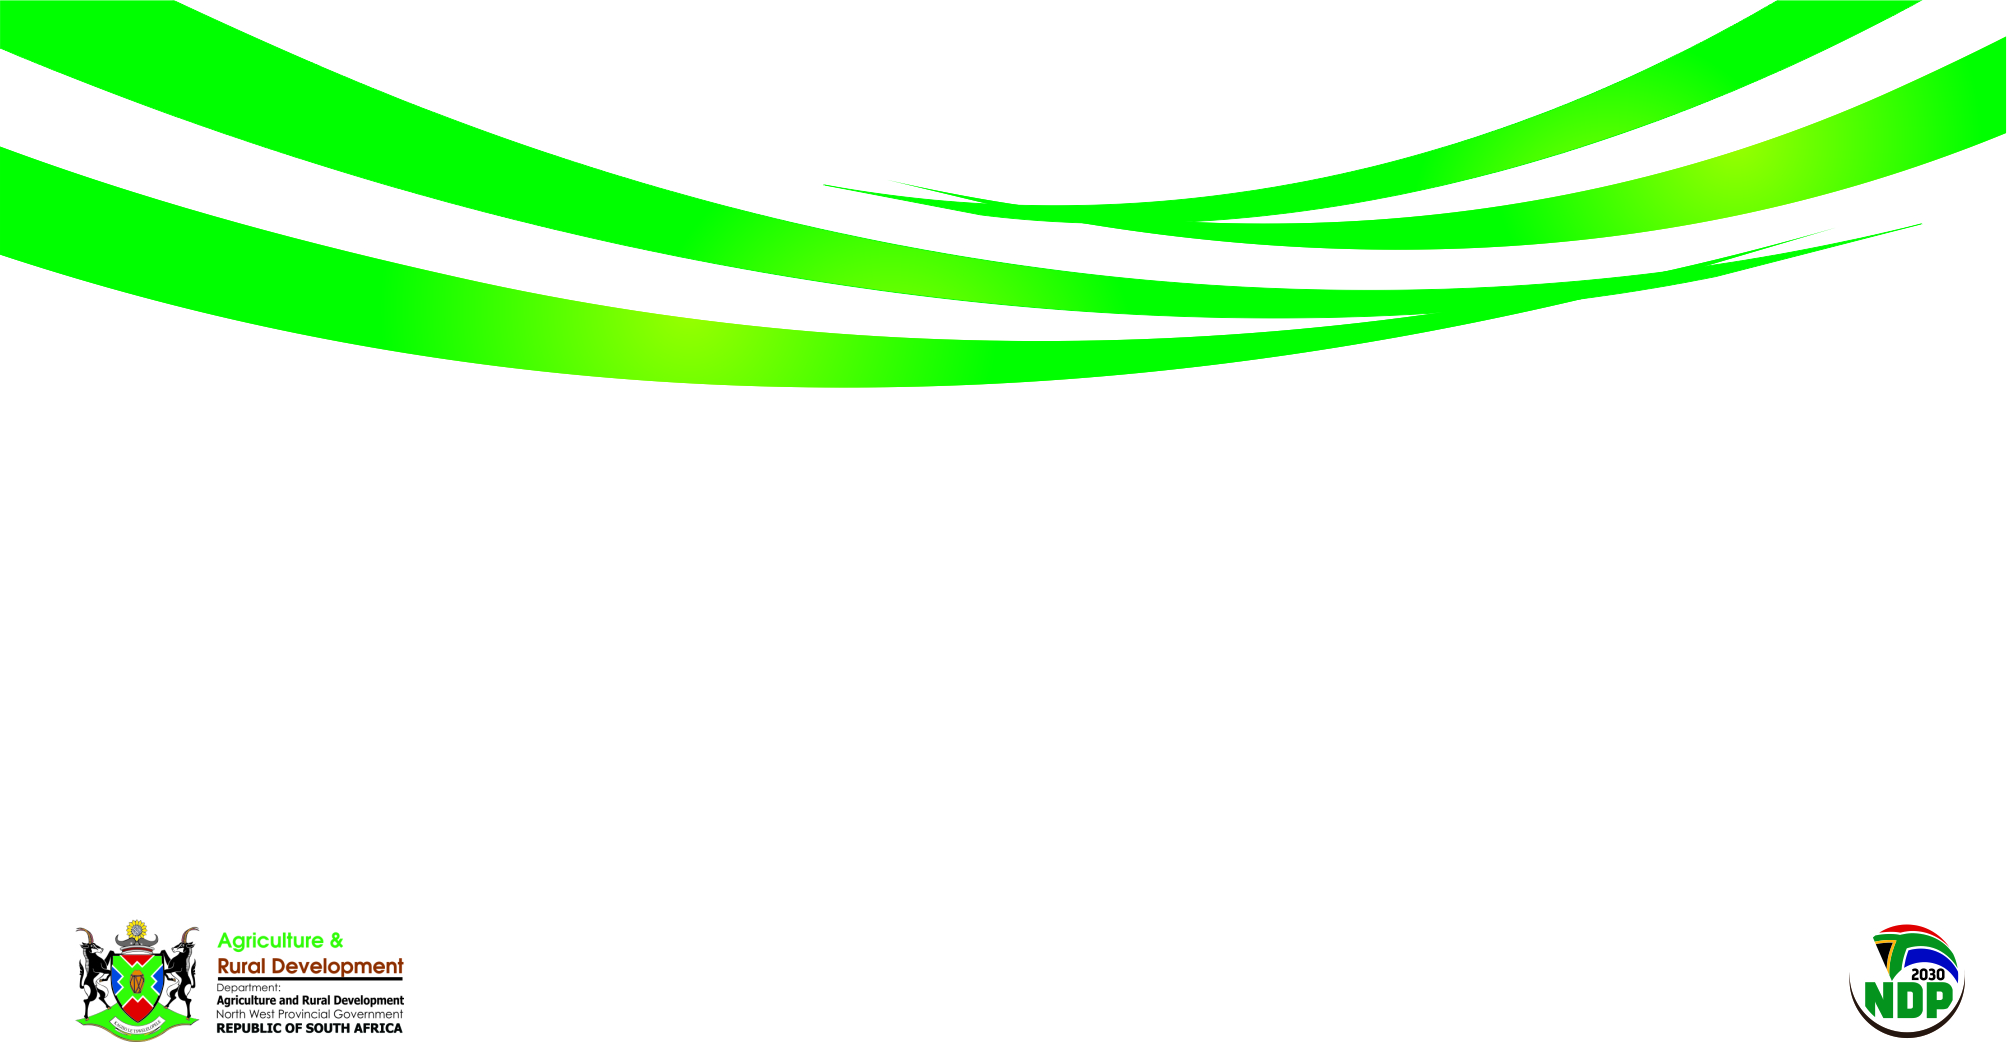 Agriculture &
Rural Development
Department:
Agriculture and Rural Development
North West Provincial Government
REPUBLIC OF SOUTH AFRICA
2030
NDP